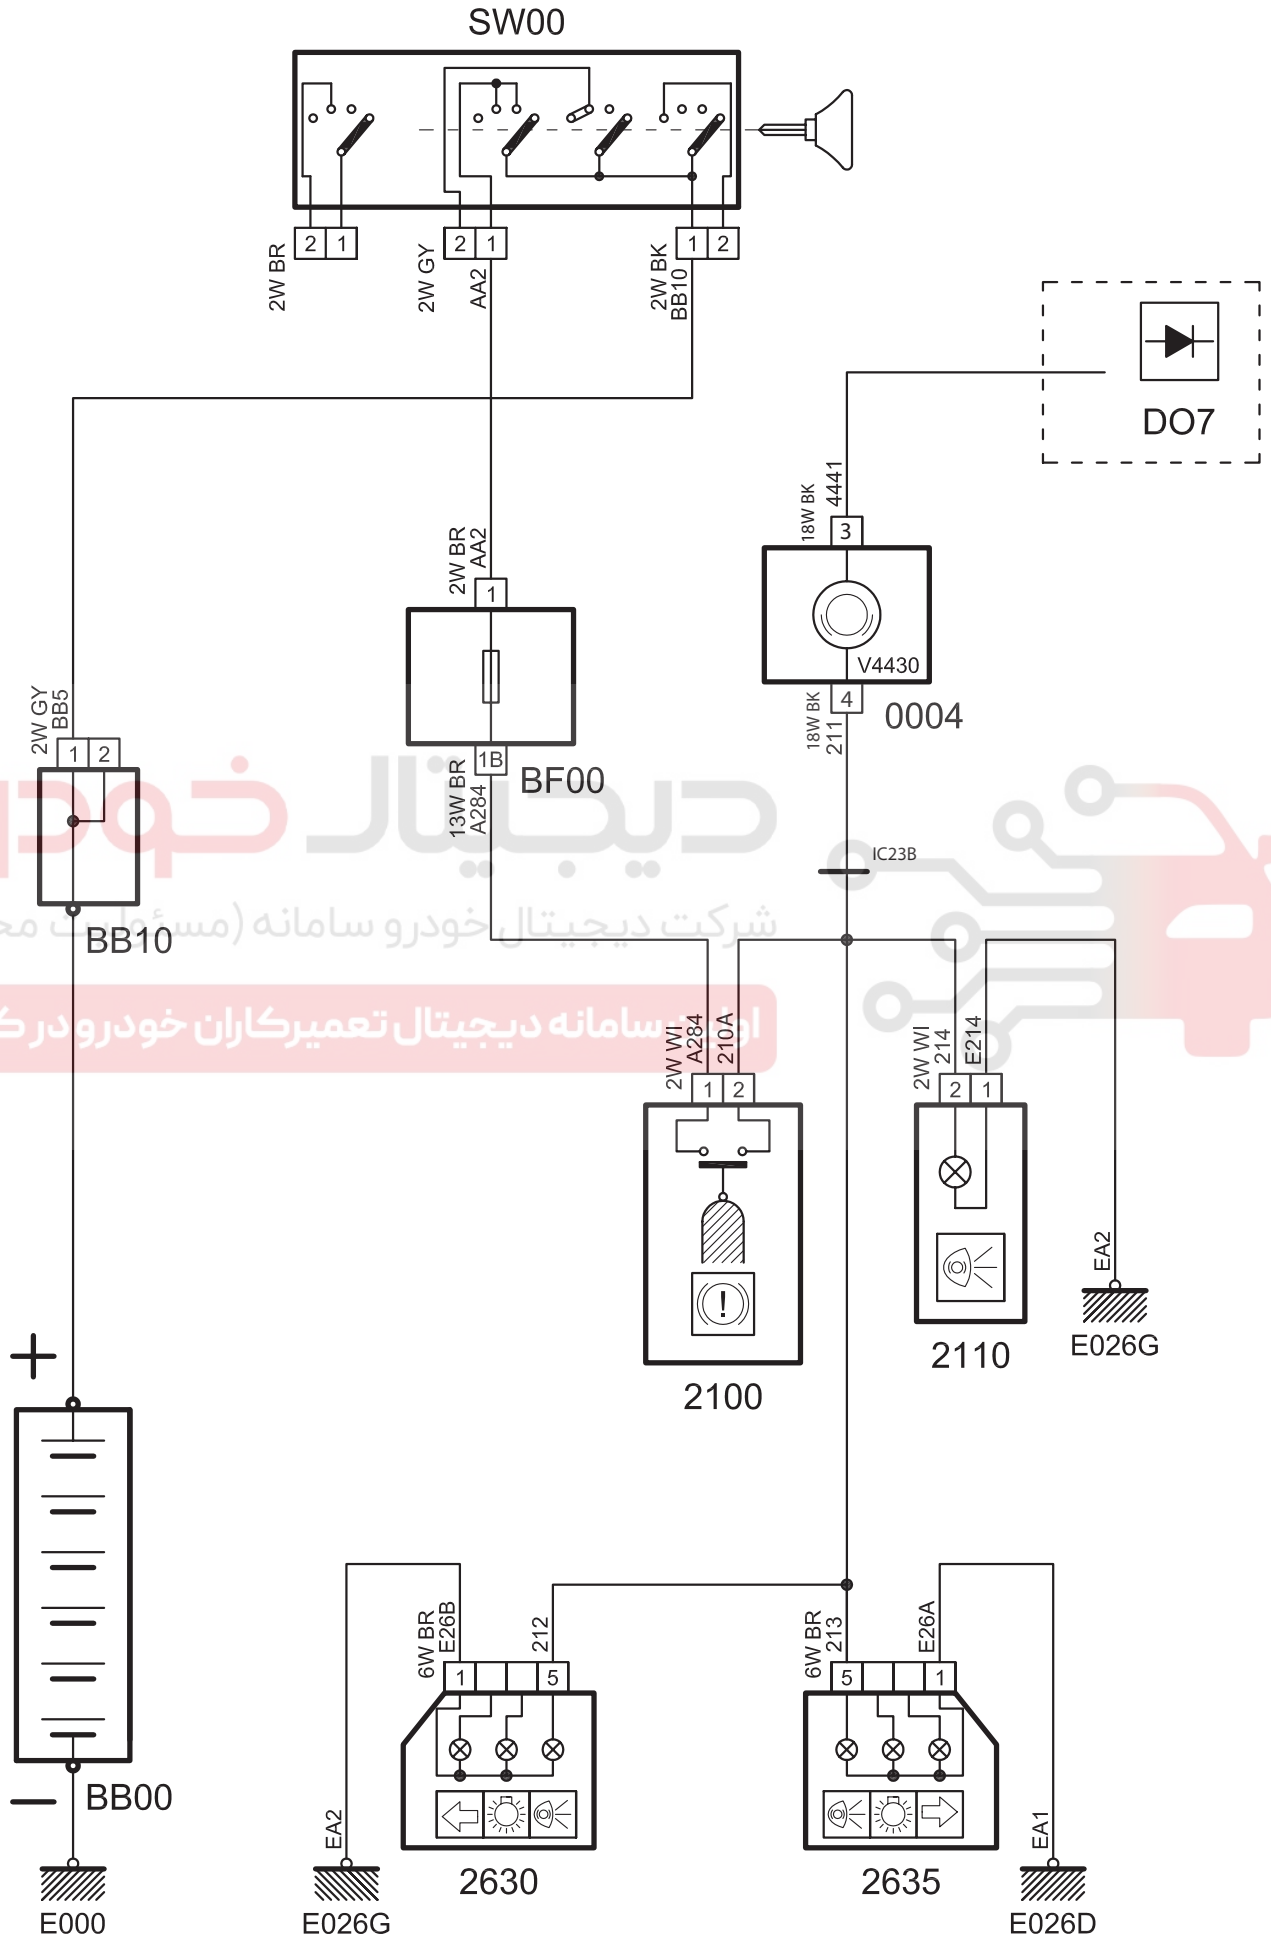 SW00
2 1
2 1
1 2
2W BR
2W GY
AA2
2W BK
BB10
DO7
4441
18W BK
3
V4430
4
0004
18W BK
211
2W BR
AA2
1
1B
BF00
13W BR
A284
2W GY
BB5
1 2
BB10
IC23B
دیجیتال خودرو
شرکت دیجیتال خودرو سامانه (مسئولیت
اولین سامانه دیجیتال تعمیرکاران خودرو در
2W WI
A284
210A
1 2
!
2100
2W WI
214
E214
2 1
2110
EA2
E026G
+
BB00
–
E000
6W BR
E26B
212
1 5
2630
EA2
E026G
6W BR
213
E26A
5 1
2635
EA1
E026D